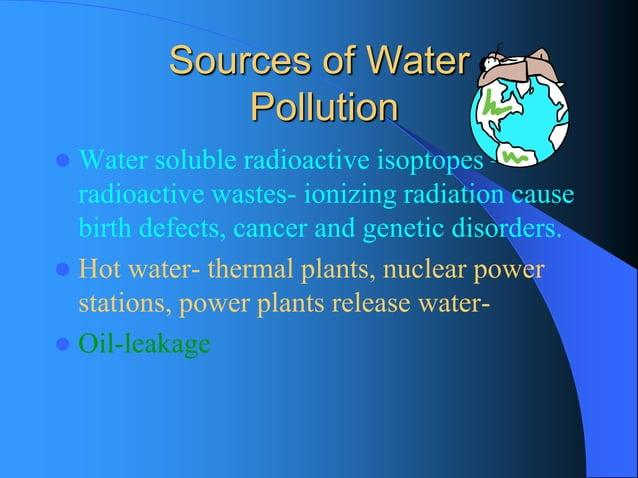 Sources of Water
Pollution
Water soluble radioactive isoptopes -
radioactive wastes- ionizing radiation cause
birth defects, cancer and genetic disorders.
Hot water- thermal plants, nuclear power
stations, power plants release water-
Oil-leakage